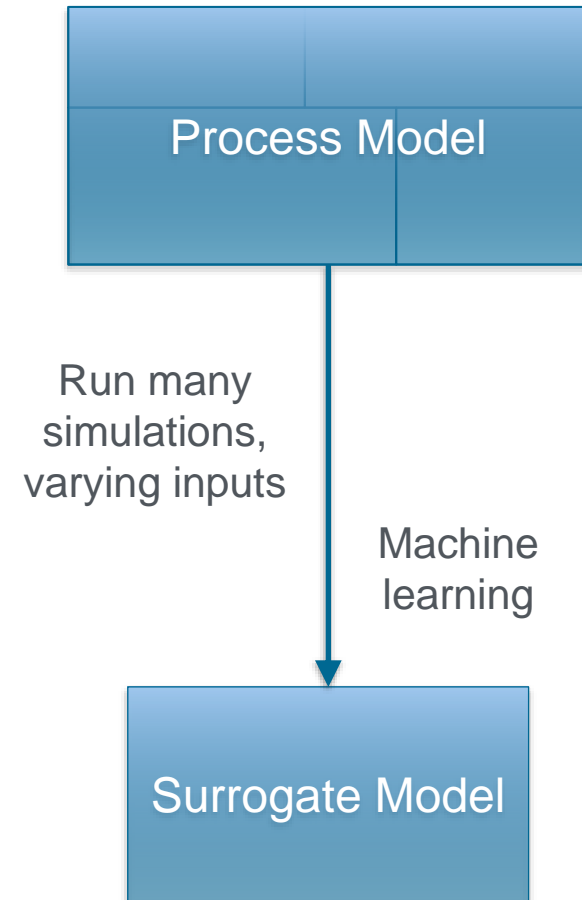 Process Model
Run many
simulations,
varying inputs
Machine
learning
Surrogate Model